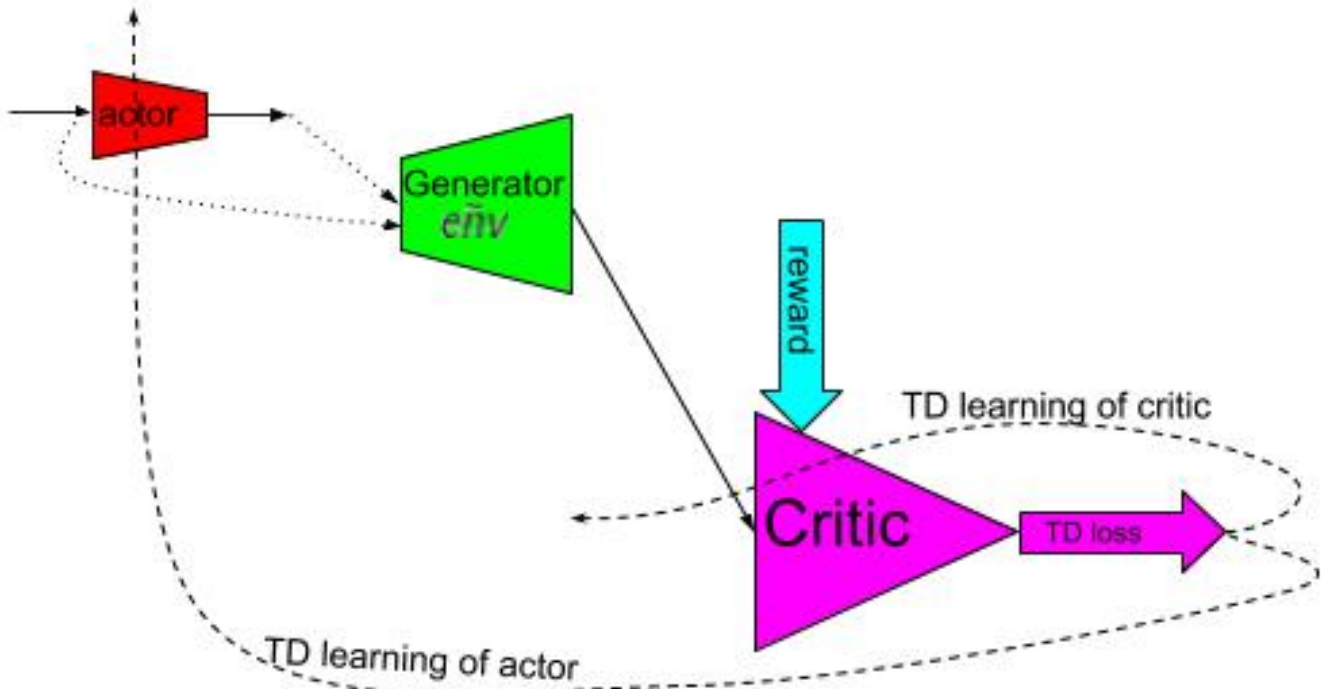 actor
Generator
eñv
reward
TD learning of critic
Critic
TD loss
TD learning of actor